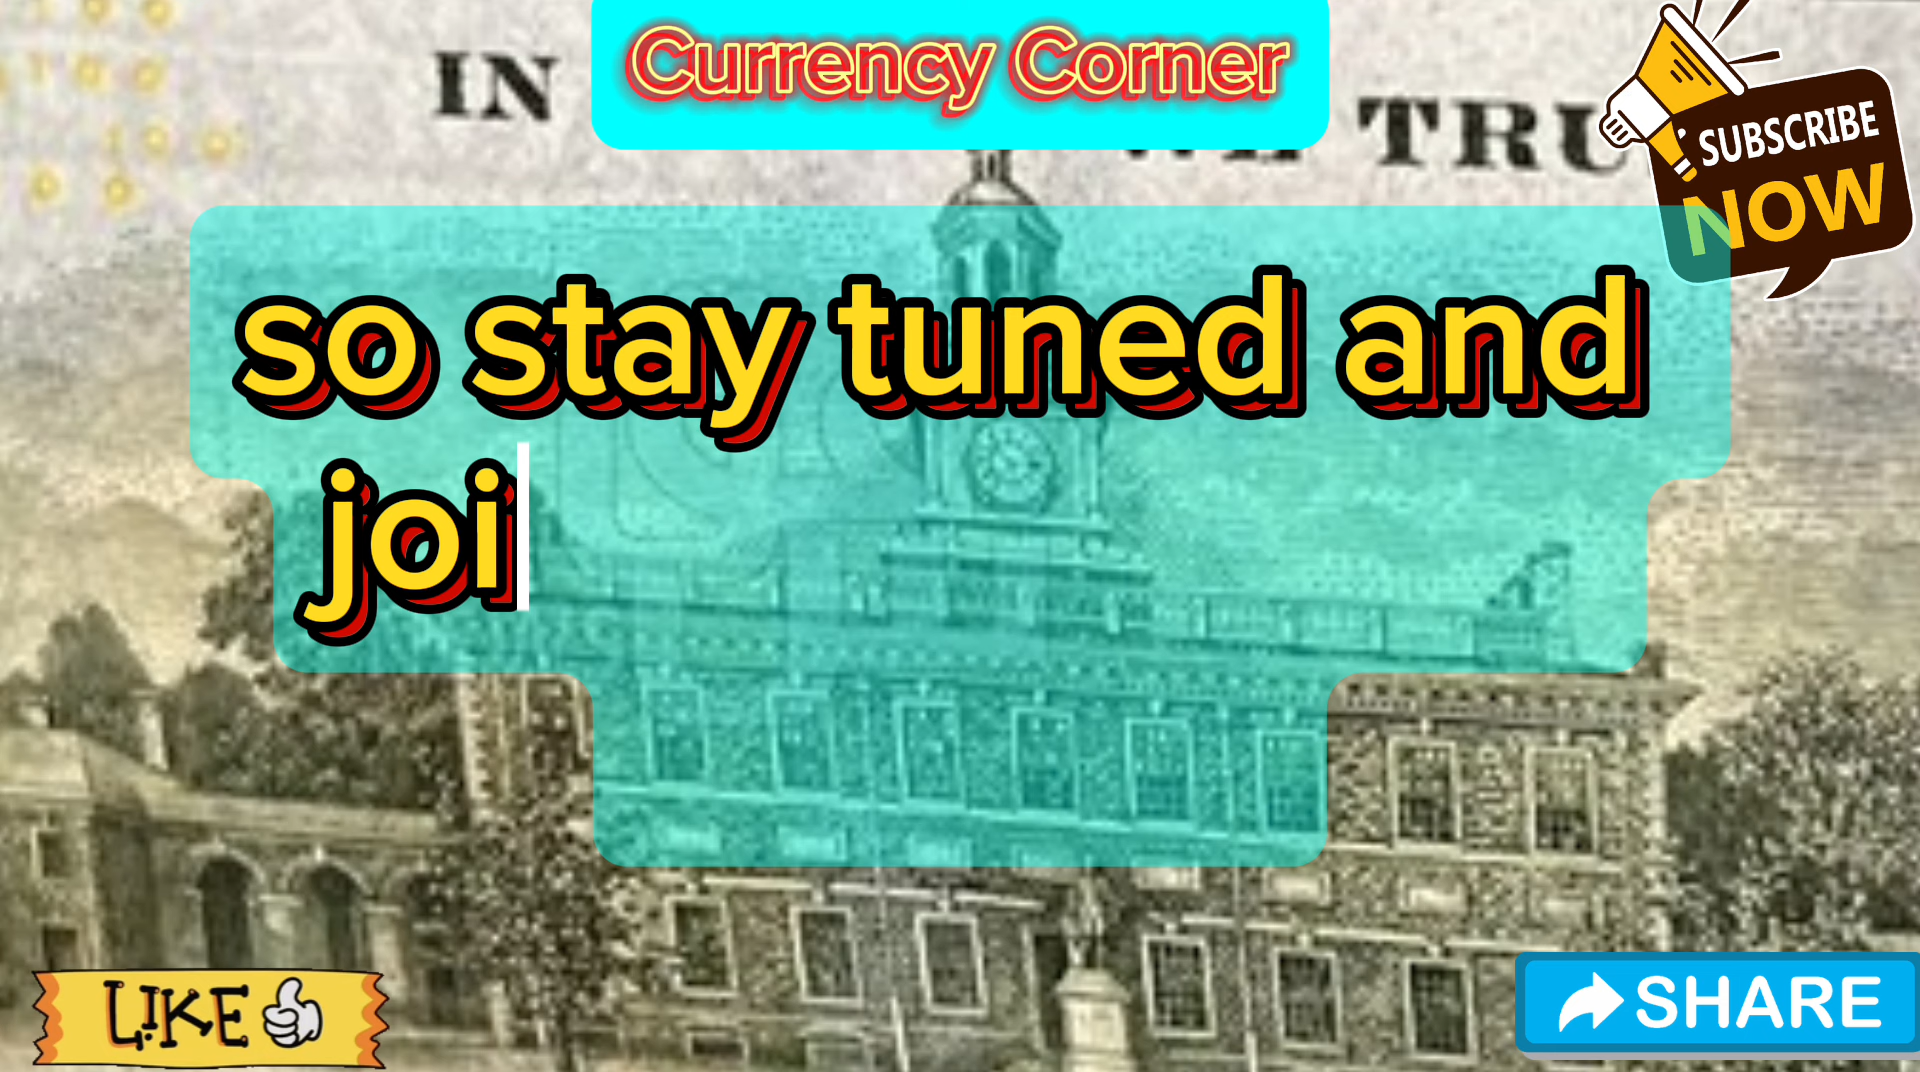 IN
Currency Corner
TRU
SUBSCRIBE
NOW
so stay tuned and
joi
LIKE
SHARE